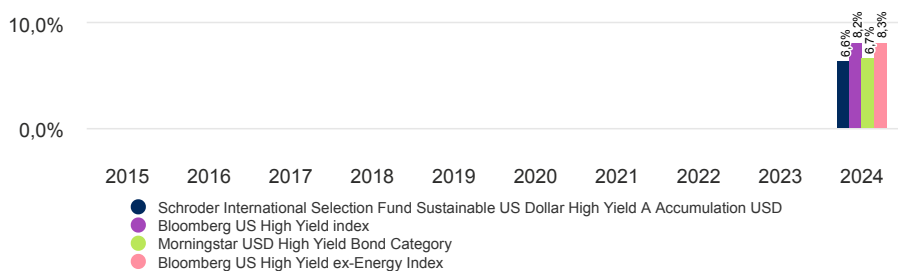 10,0%
6,6%
8,2%
6,7%
8,3%
0,0%
2015 2016 2017 2018 2019 2020 2021 2022 2023 2024
Schroder International Selection Fund Sustainable US Dollar High Yield A Accumulation USD
Bloomberg US High Yield index
Morningstar USD High Yield Bond Category
Bloomberg US High Yield ex-Energy Index